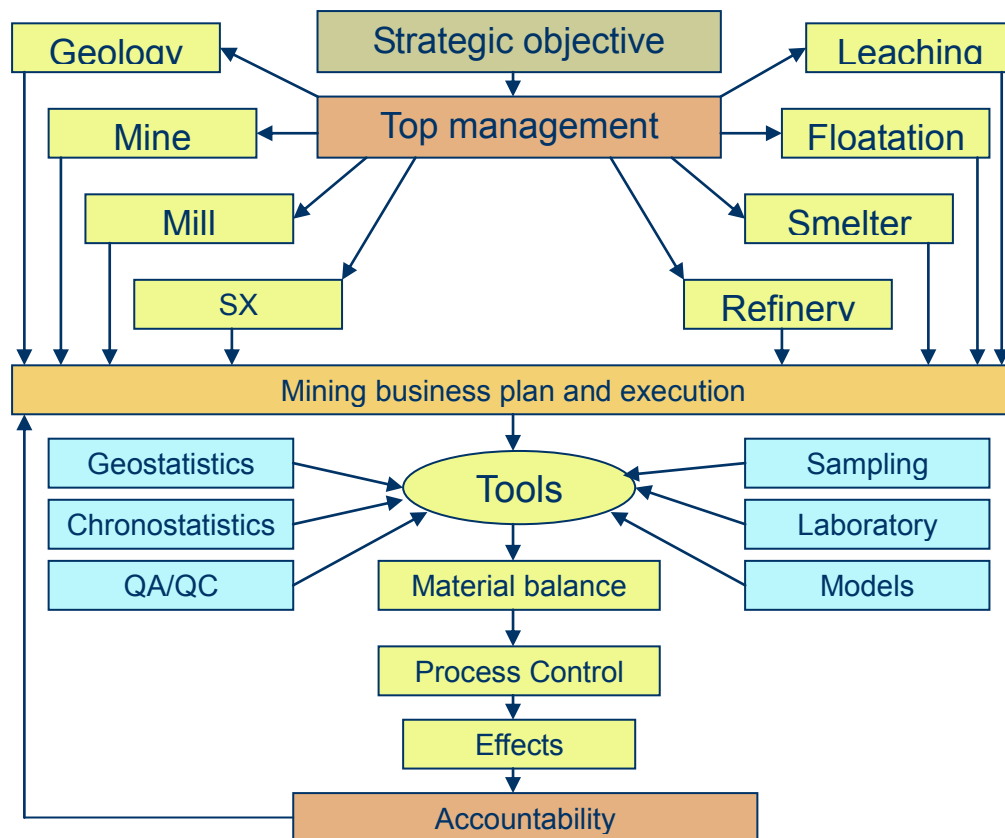 Strategic objective
Geology
Leaching
Top management
Mine
Floatation
Mill
Smelter
SX
Refinery
Mining business plan and execution
Geostatistics
Sampling
Tools
Chronostatistics
Laboratory
QA/QC
Material balance
Models
Process Control
Effects
Accountability